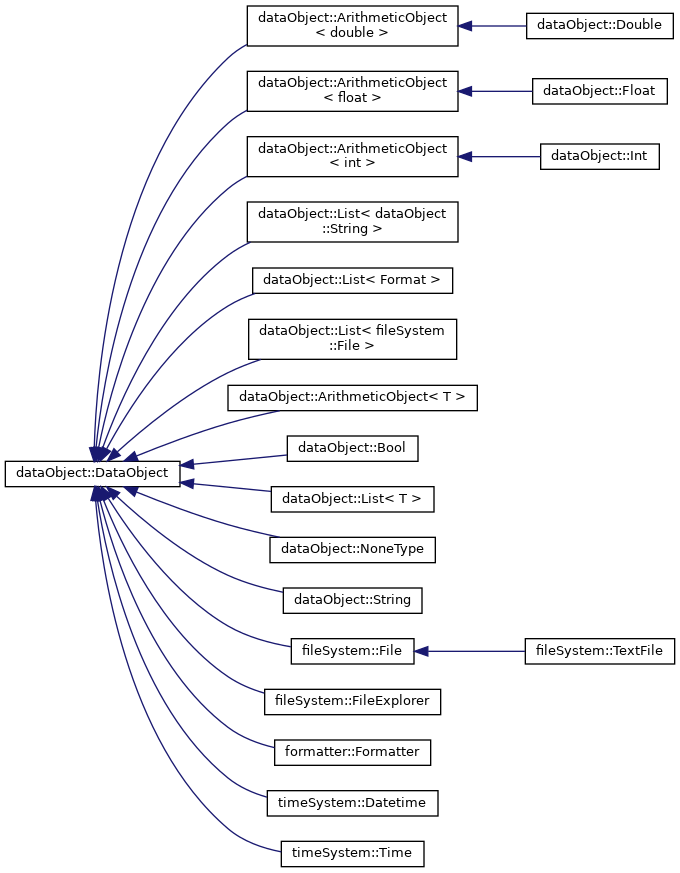 dataObject::ArithmeticObject
< double >
dataObject::Double
dataObject::ArithmeticObject
< float >
dataObject::Float
dataObject::ArithmeticObject
< int >
dataObject::Int
dataObject::List< dataObject
::String >
dataObject::List< Format >
dataObject::List< fileSystem
::File >
dataObject::ArithmeticObject< T >
dataObject::Bool
dataObject::DataObject
dataObject::List< T >
dataObject::NoneType
dataObject::String
fileSystem::File
fileSystem::TextFile
fileSystem::FileExplorer
formatter::Formatter
timeSystem::Datetime
timeSystem::Time